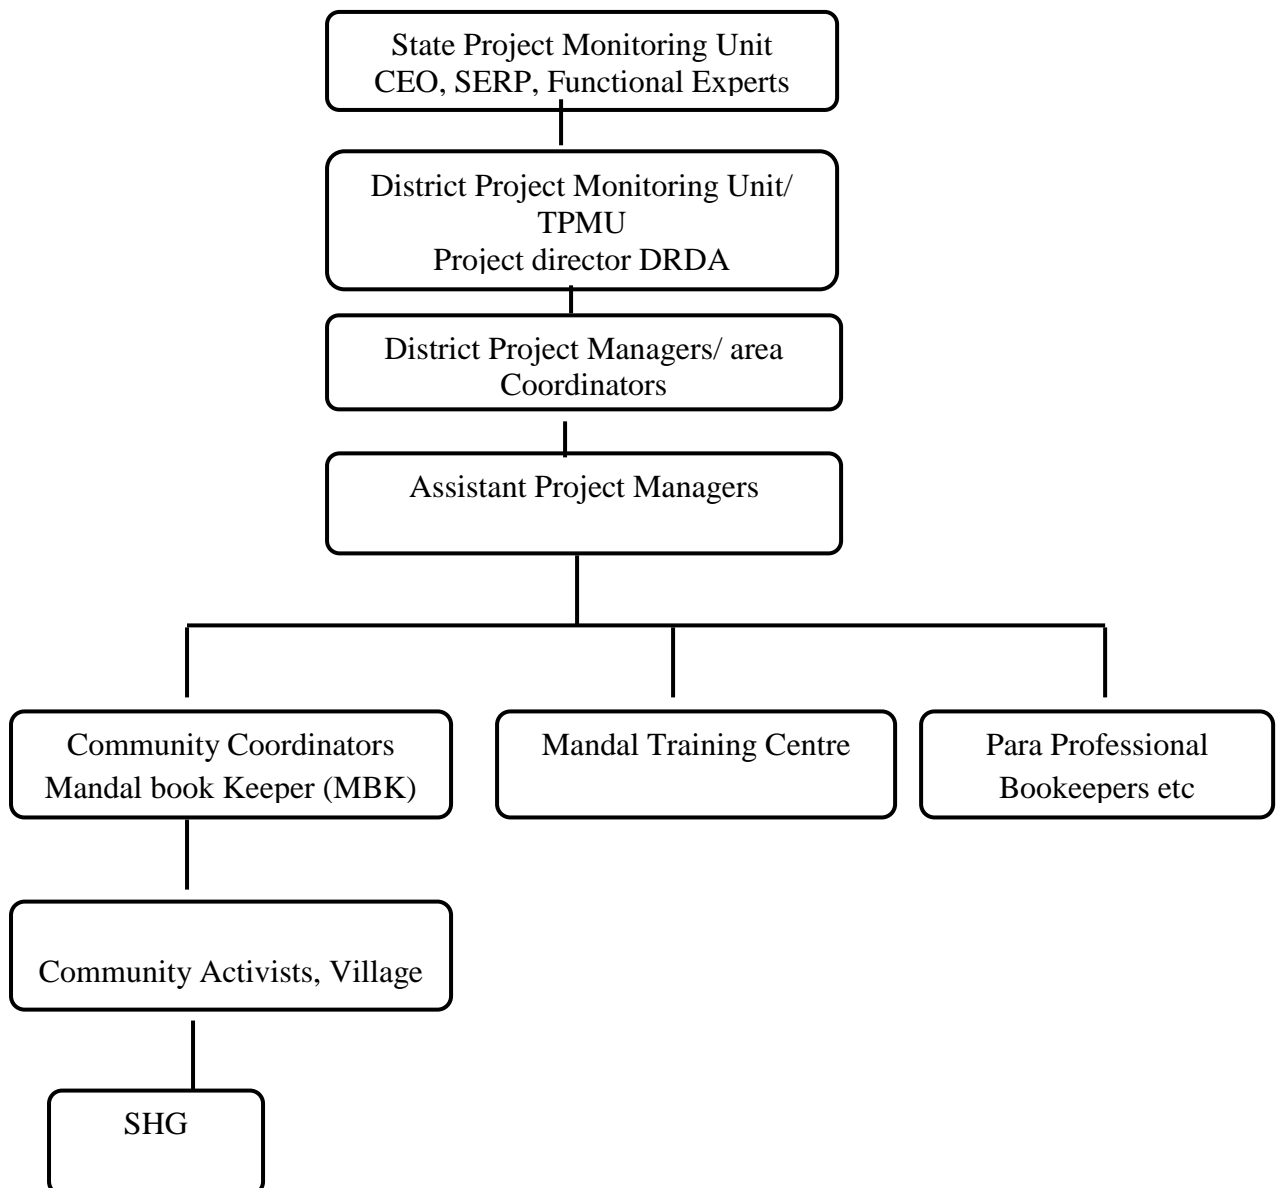 State Project Monitoring Unit
CEO, SERP, Functional Experts
District Project Monitoring Unit/
TPMU
Project director DRDA
District Project Managers/ area
Coordinators
Assistant Project Managers
Community Coordinators
Mandal book Keeper (MBK)
Mandal Training Centre
Para Professional
Bookeepers etc
Community Activists, Village
SHG